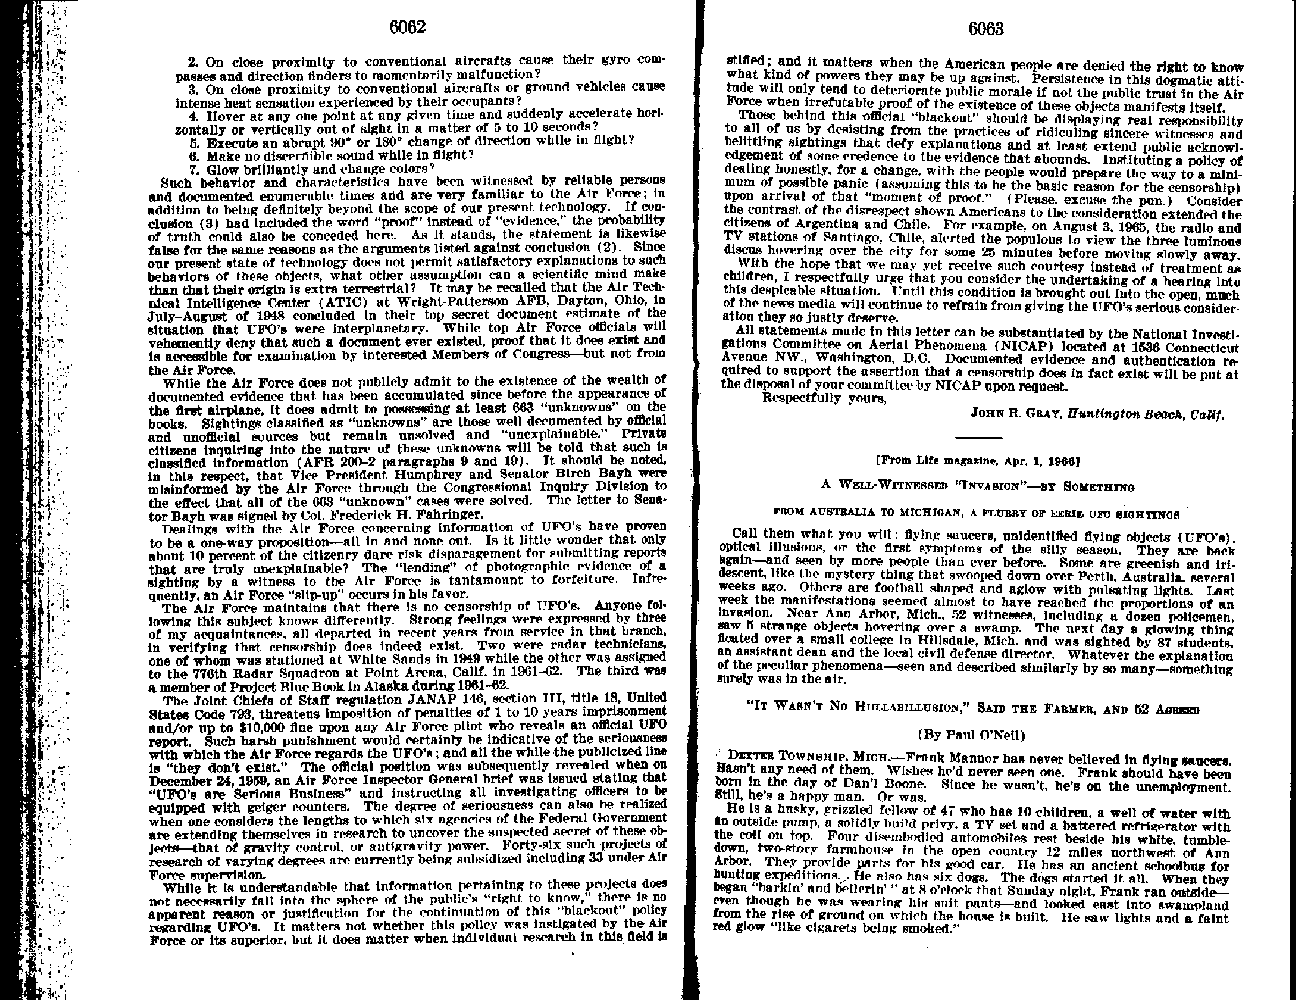 6062
2. On close proximity to conventional aircrafts cause their gyro com-
passes and direction finders to momentarily malfunction?
3. On close proximity to conventional aircrafts or ground vehicles cause
intense heat sensation experienced by their occupants?
4. Hover at any one point at any given time and suddenly accelerate hori-
zontally or vertically out of sight in a matter of 5 to 10 seconds?
5. Execute an abrupt 90° or 180° change of direction while in flight?
6. Make no discernible sound while in flight?
7. Glow brilliantly and change colors?
Such behavior and characteristics have been witnessed by reliable persons
and documented enumerable times and are very familiar to the Air Force; in
addition to being definitely beyond the scope of our present technology. If con-
clusion (3) had included the word "proof" instead of "evidence," the probability
of truth could also be conceded here. As it stands, the statement is likewise
false for the same reasons as the arguments listed against conclusion (2). Since
our present state of technology does not permit satisfactory explanations to such
behaviors of these objects, what other assumption can a scientific mind make
than that their origin is extra terrestrial? It may be recalled that the Air Tech-
nical Intelligence Center (ATIC) at Wright-Patterson AFB, Dayton, Ohio, in
July-August of 1948 concluded in their top secret document estimate of the
situation that UFO's were interplanetary. While top Air Force officials will
vehemently deny that such a document ever existed, proof that it does exist and
is accessible for examination by interested Members of Congress—but not from
the Air Force.
While the Air Force does not publicly admit to the existence of the wealth of
documented evidence that has been accumulated since before the appearance of
the first airplane, it does admit to possessing at least 663 "unknowns" on the
books. Sightings classified as "unknowns" are those well documented by official
and unofficial sources but remain unsolved and "unexplainable." Private
citizens inquiring into the nature of these unknowns will be told that such is
classified information (AFR 200-2 paragraphs 9 and 19). It should be noted,
in this respect, that Vice President Humphrey and Senator Birch Bayh were
misinformed by the Air Force through the Congressional Inquiry Division to
the effect that all of the 663 "unknown" cases were solved. The letter to Sena-
tor Bayh was signed by Col. Frederick H. Fahringer.
Dealings with the Air Force concerning information of UFO's have proven
to be a one-way proposition—all in and none out. Is it little wonder that only
about 10 percent of the citizenry dare risk disparagement for submitting reports
that are truly unexplainable? The "lending" of photographic evidence of a
sighting by a witness to the Air Force is tantamount to forfeiture. Infre-
quently, an Air Force "slip-up" occurs in his favor.
The Air Force maintains that there is no censorship of UFO's. Anyone fol-
lowing this subject knows differently. Strong feelings were expressed by three
of my acquaintances, all departed in recent years from service in that branch,
in verifying that censorship does indeed exist. Two were radar technicians,
one of whom was stationed at White Sands in 1949 while the other was assigned
to the 776th Radar Squadron at Point Arena, Calif. in 1961-62. The third was
a member of Project Blue Book in Alaska during 1961-62.
The Joint Chiefs of Staff regulation JANAP 146, section III, title 18, United
States Code 793, threatens imposition of penalties of 1 to 10 years imprisonment
and/or up to $10,000 fine upon any Air Force pilot who reveals an official UFO
report. Such harsh punishment would certainly be indicative of the seriousness
with which the Air Force regards the UFO's; and all the while the publicized line
is "they don't exist." The official position was subsequently revealed when on
December 24, 1959, an Air Force Inspector General brief was issued stating that
"UFO's are Serious Business" and instructing all investigating officers to be
equipped with geiger counters. The degree of seriousness can also be realized
when one considers the lengths to which six agencies of the Federal Government
are extending themselves in research to uncover the suspected secret of these ob-
jects—that of gravity control, or antigravity power. Forty-six such projects of
research of varying degrees are currently being subsidized including 33 under Air
Force supervision.
While it is understandable that information pertaining to these projects does
not necessarily fall into the sphere of the public's "right to know," there is no
apparent reason or justification for the continuation of this "blackout" policy
regarding UFO's. It matters not whether this policy was instigated by the Air
Force or its superior, but it does matter when individual research in this field is
6063
stifled; and it matters when the American people are denied the right to know
what kind of powers they may be up against. Persistence in this dogmatic atti-
tude will only tend to deteriorate public morale if not the public trust in the Air
Force when irrefutable proof of the existence of these objects manifests itself.
Those behind this official "blackout" should be displaying real responsibility
to all of us by desisting from the practices of ridiculing sincere witnesses and
belittling sightings that defy explanations and at least extend public acknowl-
edgement of some credence to the evidence that abounds. Instituting a policy of
dealing honestly, for a change, with the people would prepare the way to a mini-
mum of possible panic (assuming this to be the basic reason for the censorship)
upon arrival of that "moment of proof." (Please, excuse the pun.) Consider
the contrast of the disrespect shown Americans to the consideration extended the
citizens of Argentina and Chile. For example, on August 3, 1965, the radio and
TV stations of Santiago, Chile, alerted the populous to view the three luminous
discus hovering over the city for some 25 minutes before moving slowly away.
With the hope that we may yet receive such courtesy instead of treatment as
children, I respectfully urge that you consider the undertaking of a hearing into
this despicable situation. Until this condition is brought out into the open, much
of the news media will continue to refrain from giving the UFO's serious consider-
ation they so justly deserve.
All statements made in this letter can be substantiated by the National Investi-
gations Committee on Aerial Phenomena (NICAP) located at 1536 Connecticut
Avenue NW., Washington, D.C. Documented evidence and authentication re-
quired to support the assertion that a censorship does in fact exist will be put at
the disposal of your committee by NICAP upon request.
Respectfully yours,
JOHN R. GRAY, Huntington Beach, Calif.
[From Life magazine, Apr. 1, 1966]
A WELL-WITNESSED "INVASION"—BY SOMETHING
FROM AUSTRALIA TO MICHIGAN, A FLURRY OF EERIE UFO SIGHTINGS
Call them what you will: flying saucers, unidentified flying objects (UFO's),
optical illusions, or the first symptoms of the silly season. They are back
again—and seen by more people than ever before. Some are greenish and iri-
descent, like the mystery thing that swooped down over Perth, Australia, several
weeks ago. Others are football shaped and aglow with pulsating lights. Last
week the manifestations seemed almost to have reached the proportions of an
invasion. Near Ann Arbor, Mich., 52 witnesses, including a dozen policemen,
saw 5 strange objects hovering over a swamp. The next day a glowing thing
floated over a small college in Hillsdale, Mich. and was sighted by 87 students,
an assistant dean and the local civil defense director. Whatever the explanation
of the peculiar phenomena—seen and described similarly by so many—something
surely was in the air.
"IT WASN'T NO HULLABILLUSION," SAID THE FARMER, AND 52 AGREED
(By Paul O'Neil)
DEXTER TOWNSHIP, MICH.—Frank Mannor has never believed in flying saucers.
Hasn't any need of them. Wishes he'd never seen one. Frank should have been
born in the day of Dan'l Boone. Since he wasn't, he's on the unemployment.
Still, he's a happy man. Or was.
He is a husky, grizzled fellow of 47 who has 10 children, a well of water with
an outside pump, a solidly build privy, a TV set and a battered refrigerator with
the coil on top. Four disembodied automobiles rest beside his white, tumble-
down, two-story farmhouse in the open country 12 miles northwest of Ann
Arbor. They provide parts for his good car. He has an ancient schoolbus for
hunting expeditions. He also has six dogs. The dogs started it all. When they
began "barkin' and bellerin'" at 8 o'clock that Sunday night, Frank ran outside—
even though he was wearing his suit pants—and looked east into swampland
from the rise of ground on which the house is built. He saw lights and a faint
red glow "like cigarets being smoked."